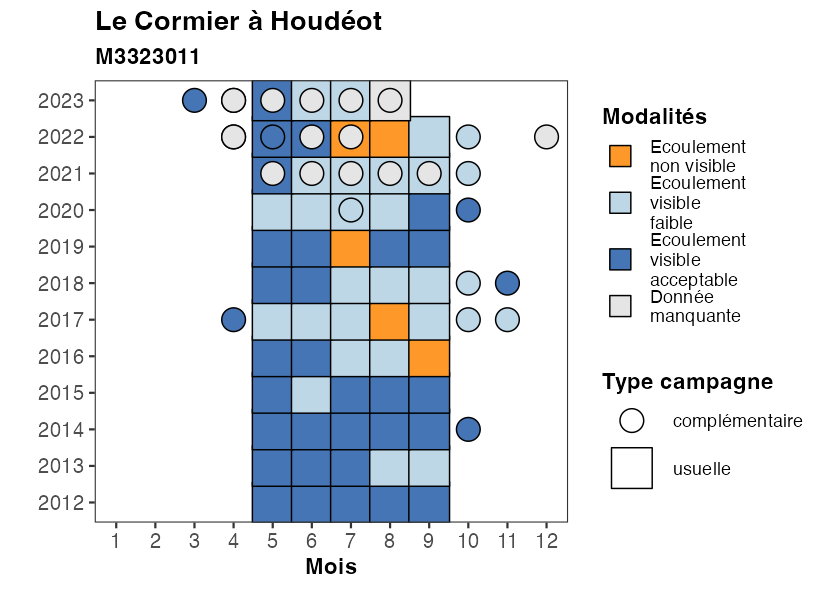 Le Cormier à Houdéot
M3323011
2023
2022
2021
2020
2019
2018
2017
2016
2015
2014
2013
2012
1 2 3 4 5 6 7 8 9 10 11 12
Mois
Modalités
Ecoulement
non visible
Ecoulement
visible
faible
Ecoulement
visible
acceptable
Donnée
manquante
Type campagne
complémentaire
usuelle